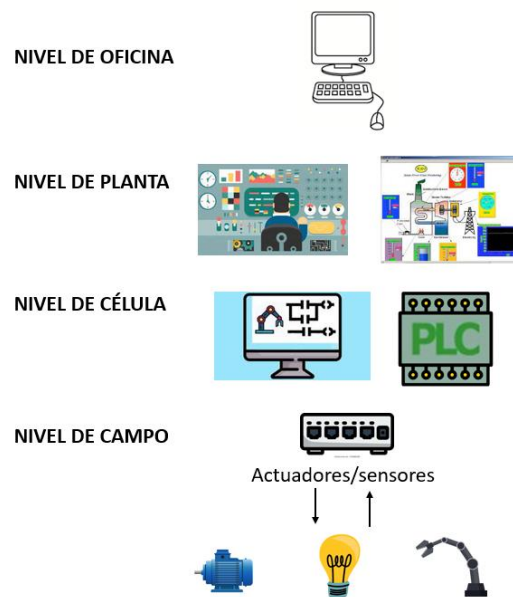 NIVEL DE OFICINA
NIVEL DE PLANTA
NIVEL DE CÉLULA
PLC
NIVEL DE CAMPO
Actuadores/sensores